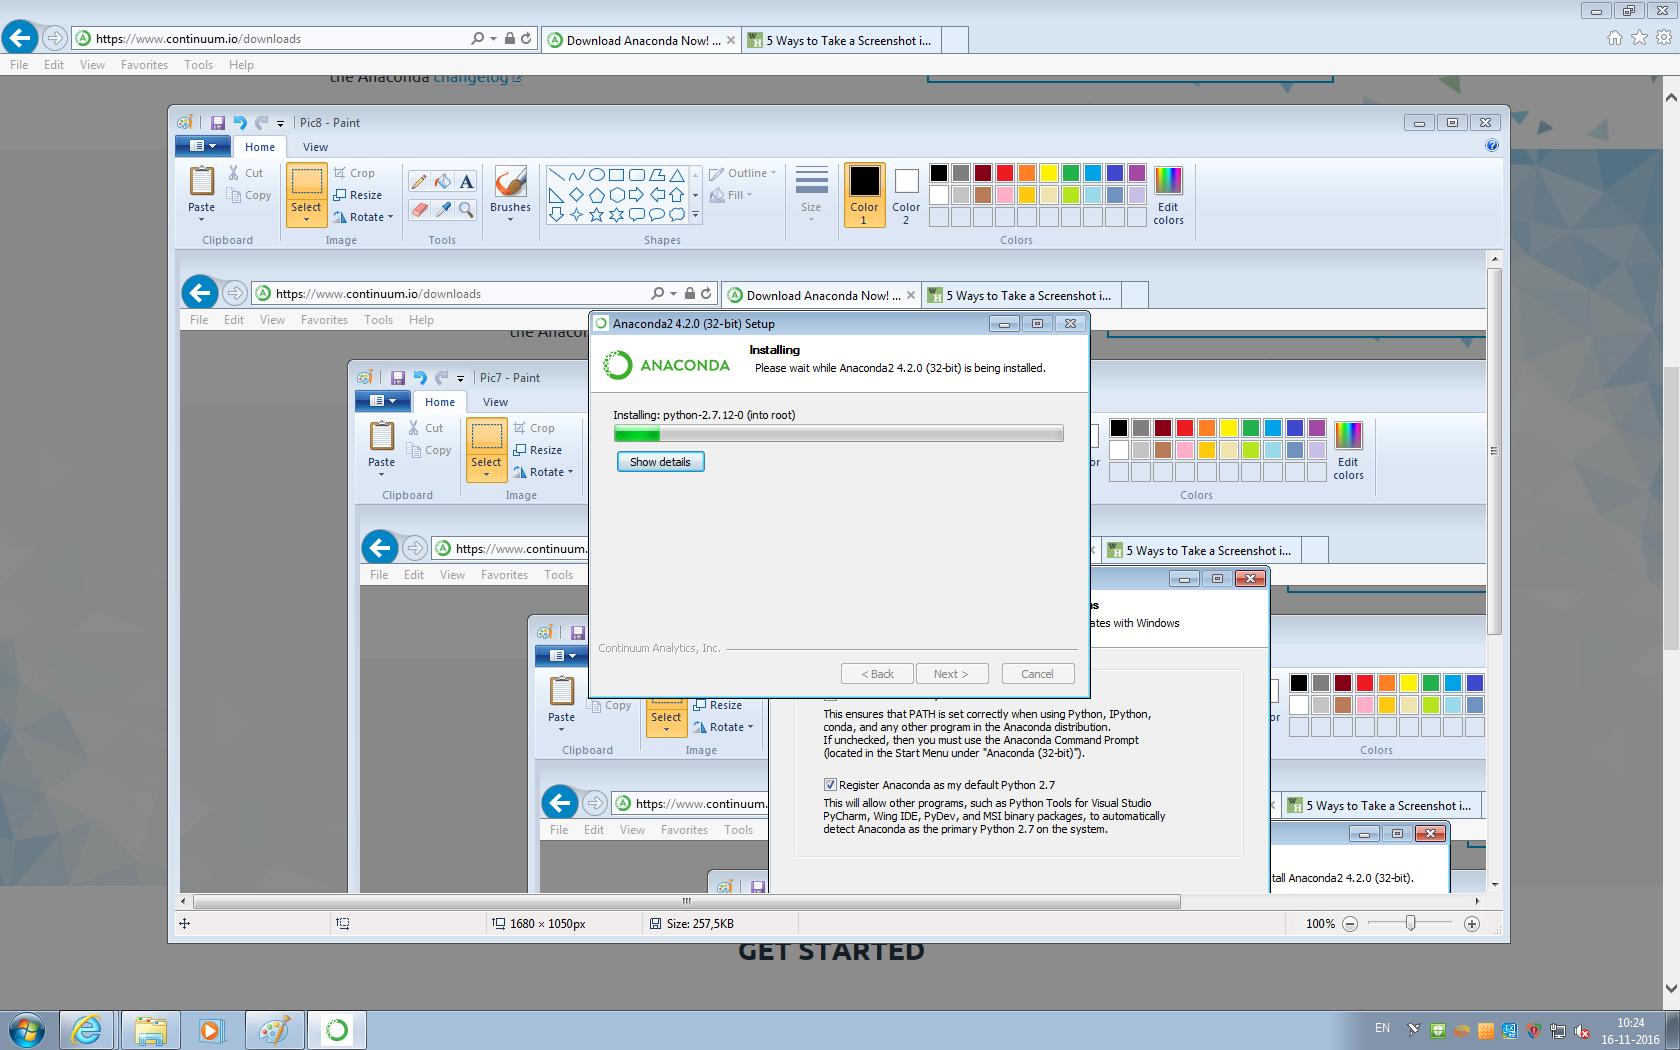 https://www.continuum.io/downloads
Download Anaconda Now! ...
5 Ways to Take a Screenshot i...
File Edit View Favorites Tools Help
the Anaconda changelog
Pic8 - Paint
Home View
Paste
Cut
Copy
Clipboard
Select
Crop
Resize
Rotate
Image
Tools
Brushes
Shapes
Outline
Fill
Size
Color 1
Color 2
Edit colors
Colors
https://www.continuum.io/downloads
Download Anaconda Now! ...
5 Ways to Take a Screenshot i...
File Edit View Favorites Tools Help
Anaconda2 4.2.0 (32-bit) Setup
ANACONDA
Installing
Please wait while Anaconda2 4.2.0 (32-bit) is being installed.
Installing: python-2.7.12-0 (into root)
Show details
Continuum Analytics, Inc.
< Back Next > Cancel
Pic7 - Paint
Home View
Paste
Cut
Copy
Clipboard
Select
Crop
Resize
Rotate
Image
Edit colors
Colors
https://www.continuum.
5 Ways to Take a Screenshot i...
File Edit View Favorites Tools
ates with Windows
Paste
Copy
Clipboard
Select
Resize
Rotate
Image
Colors
This ensures that PATH is set correctly when using Python, IPython,
conda, and any other program in the Anaconda distribution.
If unchecked, then you must use the Anaconda Command Prompt
(located in the Start Menu under "Anaconda (32-bit)").
Register Anaconda as my default Python 2.7
This will allow other programs, such as Python Tools for Visual Studio
PyCharm, Wing IDE, PyDev, and MSI binary packages, to automatically
detect Anaconda as the primary Python 2.7 on the system.
https://www.continuum.
5 Ways to Take a Screenshot i...
File Edit View Favorites Tools
tall Anaconda2 4.2.0 (32-bit).
1680 × 1050px
Size: 257,5KB
100%
GET STARTED
EN
10:24
16-11-2016